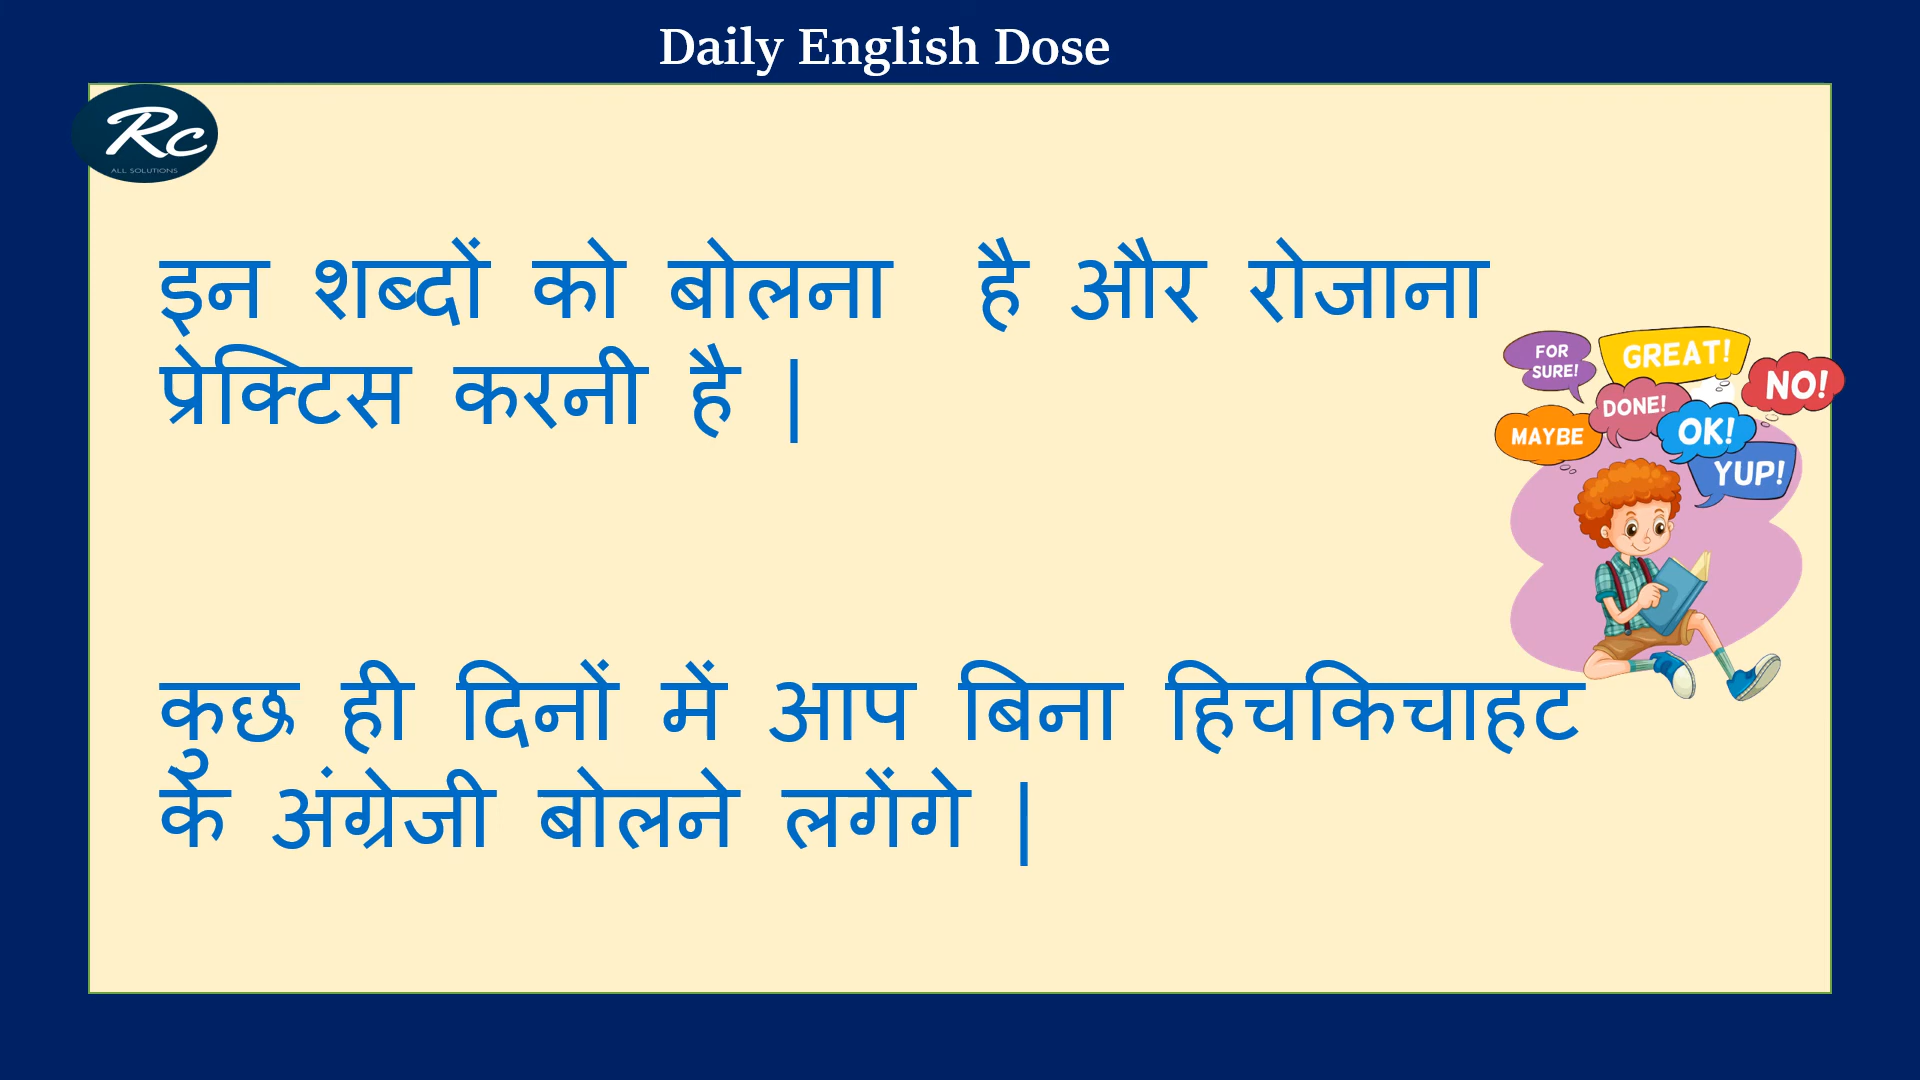 Daily English Dose
Rc
ALL SOLUTIONS
इन शब्दों को बोलना है और रोजाना
प्रेक्टिस करनी है |
FOR
SURE!
GREAT!
NO!
DONE!
MAYBE
OK!
YUP!
कुछ ही दिनों में आप बिना हिचकिचाहट
के अंग्रेजी बोलने लगेंगे |